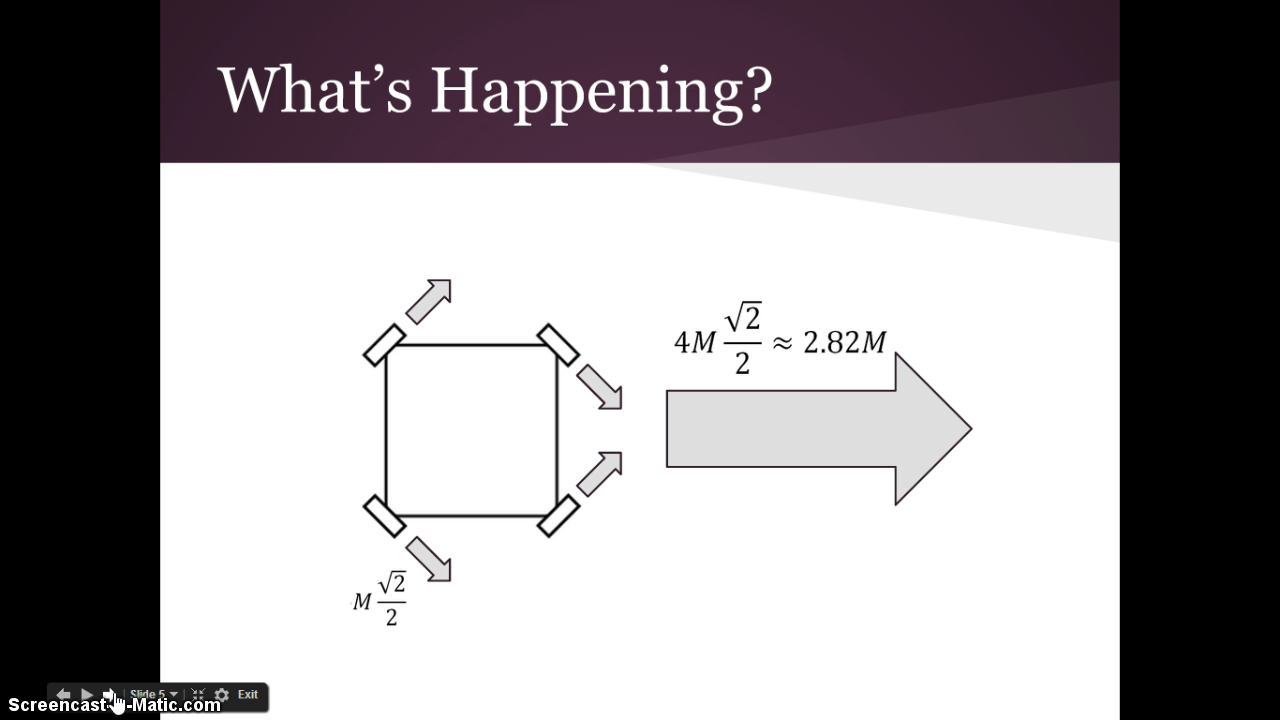 What's Happening?
4M √2/2 ≈ 2.82M
M √2/2
Slide 5
Exit
Screencast-O-Matic.com